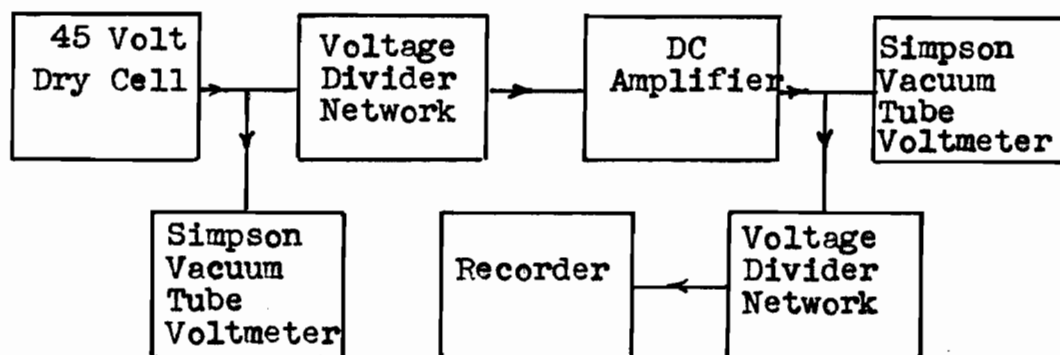 45 Volt
Dry Cell
Voltage
Divider
Network
DC
Amplifier
Simpson
Vacuum
Tube
Voltmeter
Simpson
Vacuum
Tube
Voltmeter
Recorder
Voltage
Divider
Network